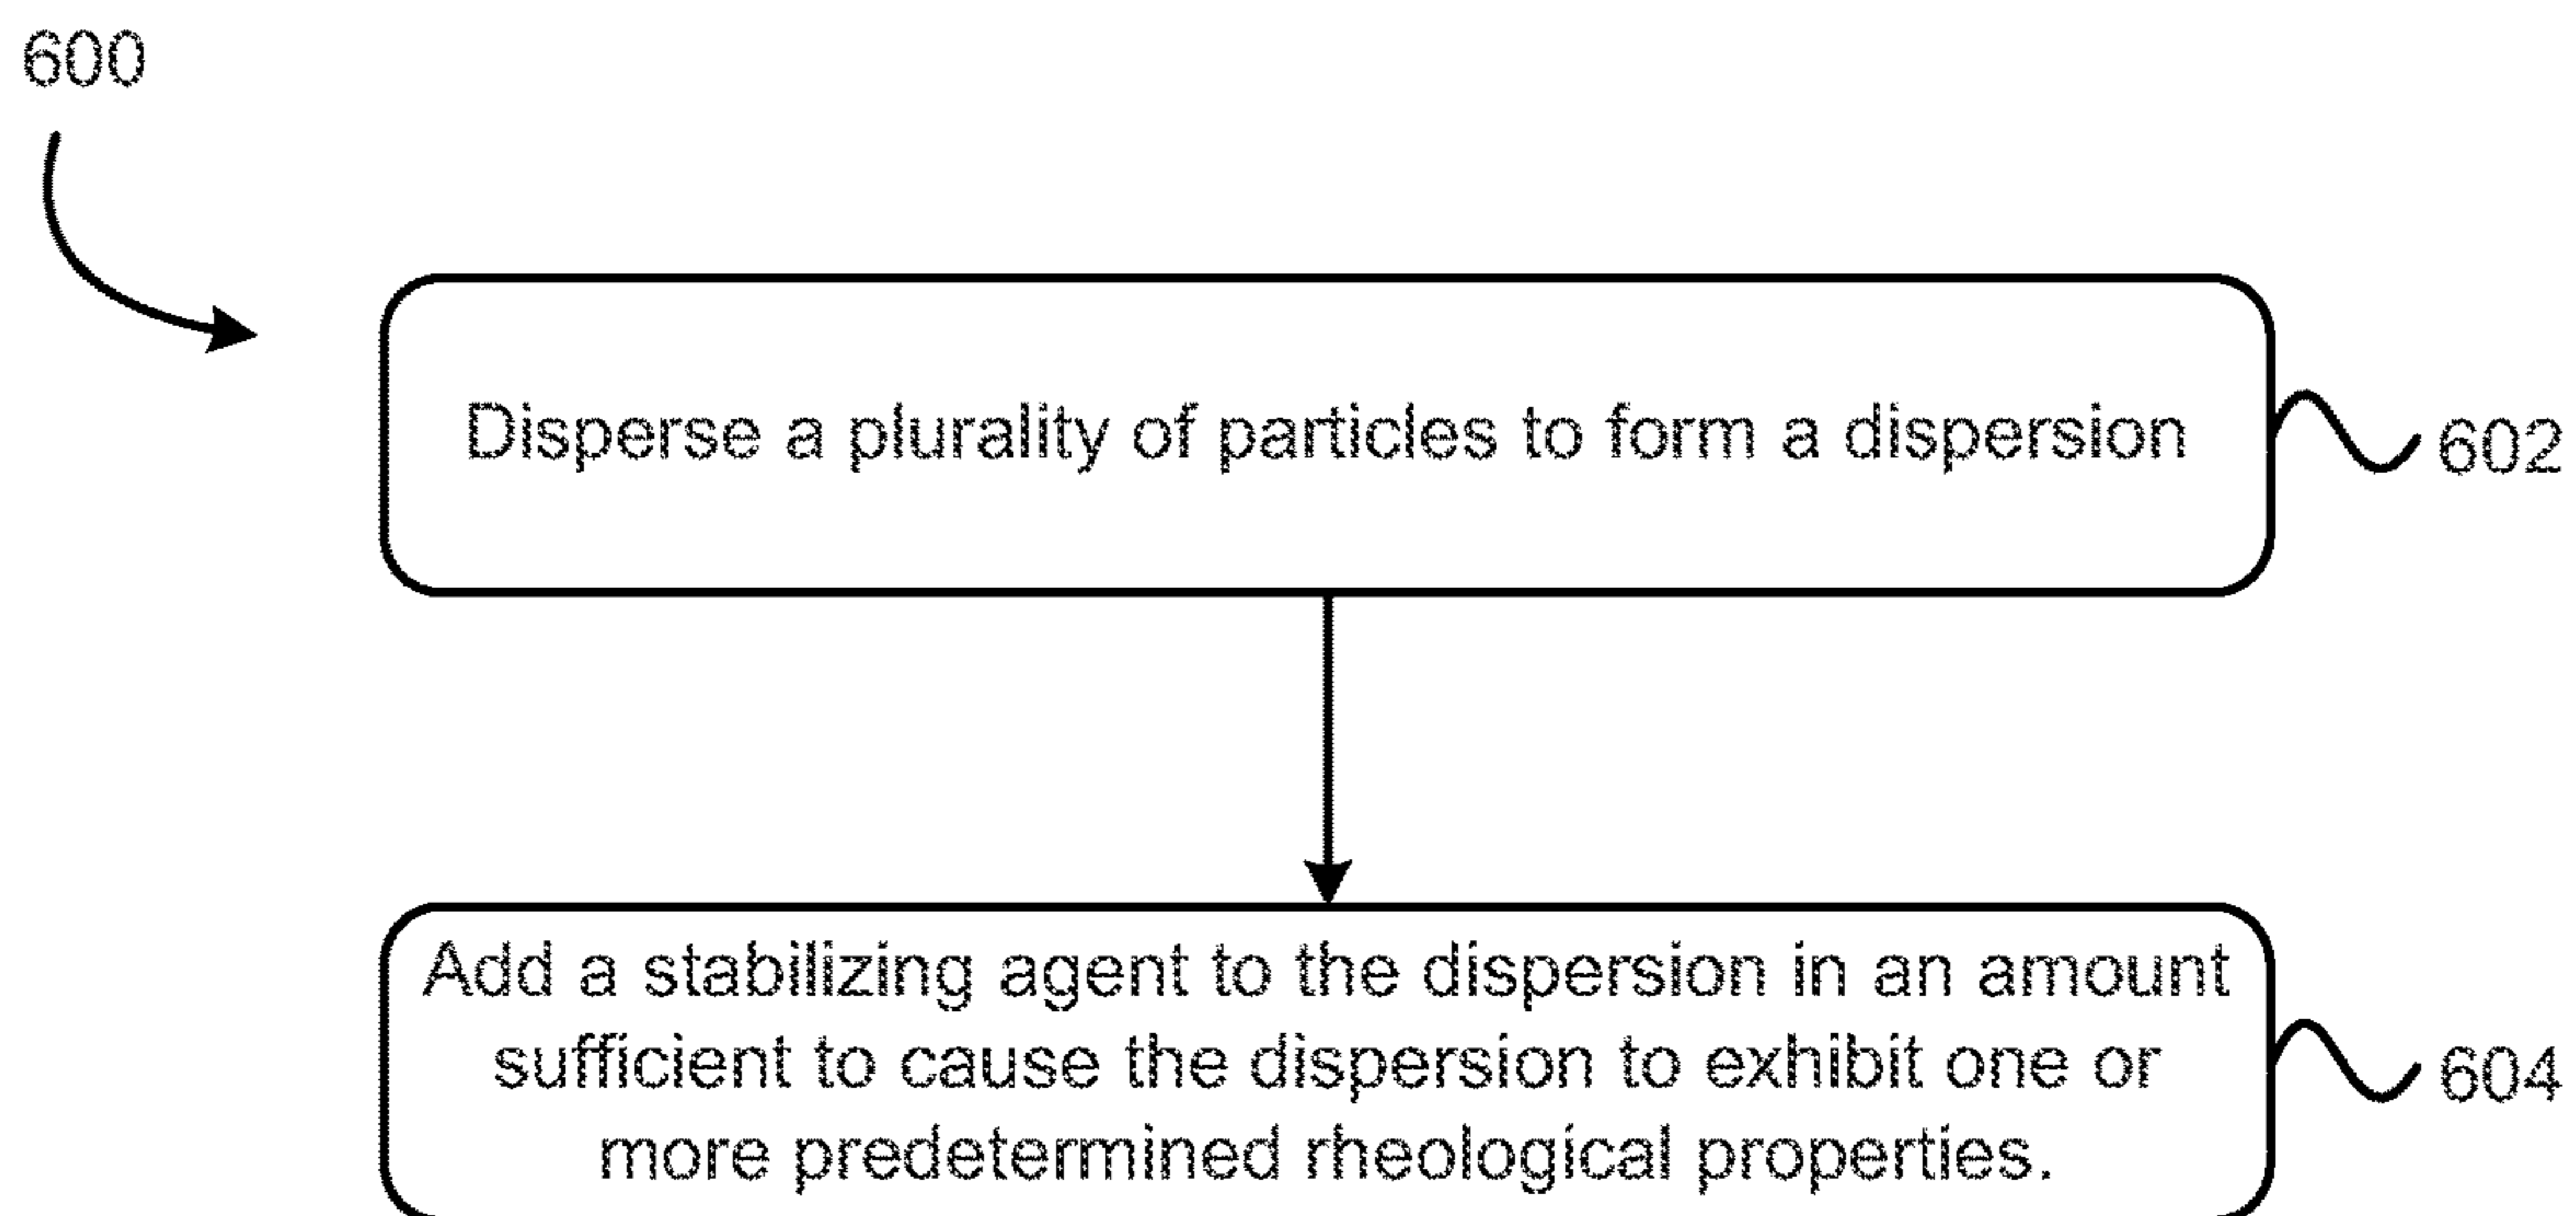 600
Disperse a plurality of particles to form a dispersion
602
Add a stabilizing agent to the dispersion in an amount
sufficient to cause the dispersion to exhibit one or
more predetermined rheological properties.
604